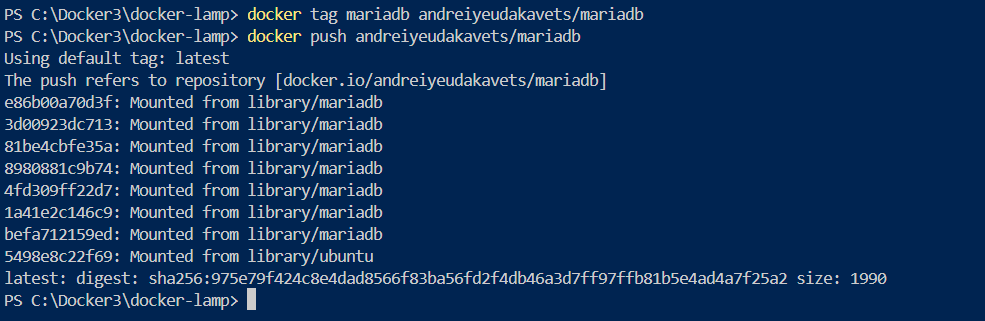 PS C:\Docker3\docker-lamp> docker tag mariadb andreiyeudakavets/mariadb
PS C:\Docker3\docker-lamp> docker push andreiyeudakavets/mariadb
Using default tag: latest
The push refers to repository [docker.io/andreiyeudakavets/mariadb]
e86b00a70d3f: Mounted from library/mariadb
3d00923dc713: Mounted from library/mariadb
81be4cbfe35a: Mounted from library/mariadb
8980881c9b74: Mounted from library/mariadb
4fd309ff22d7: Mounted from library/mariadb
1a41e2c146c9: Mounted from library/mariadb
befa712159ed: Mounted from library/mariadb
5498e8c22f69: Mounted from library/ubuntu
latest: digest: sha256:975e79f424c8e4dad8566f83ba56fd2f4db46a3d7ff97ffb81b5e4ad4a7f25a2 size: 1990
PS C:\Docker3\docker-lamp>